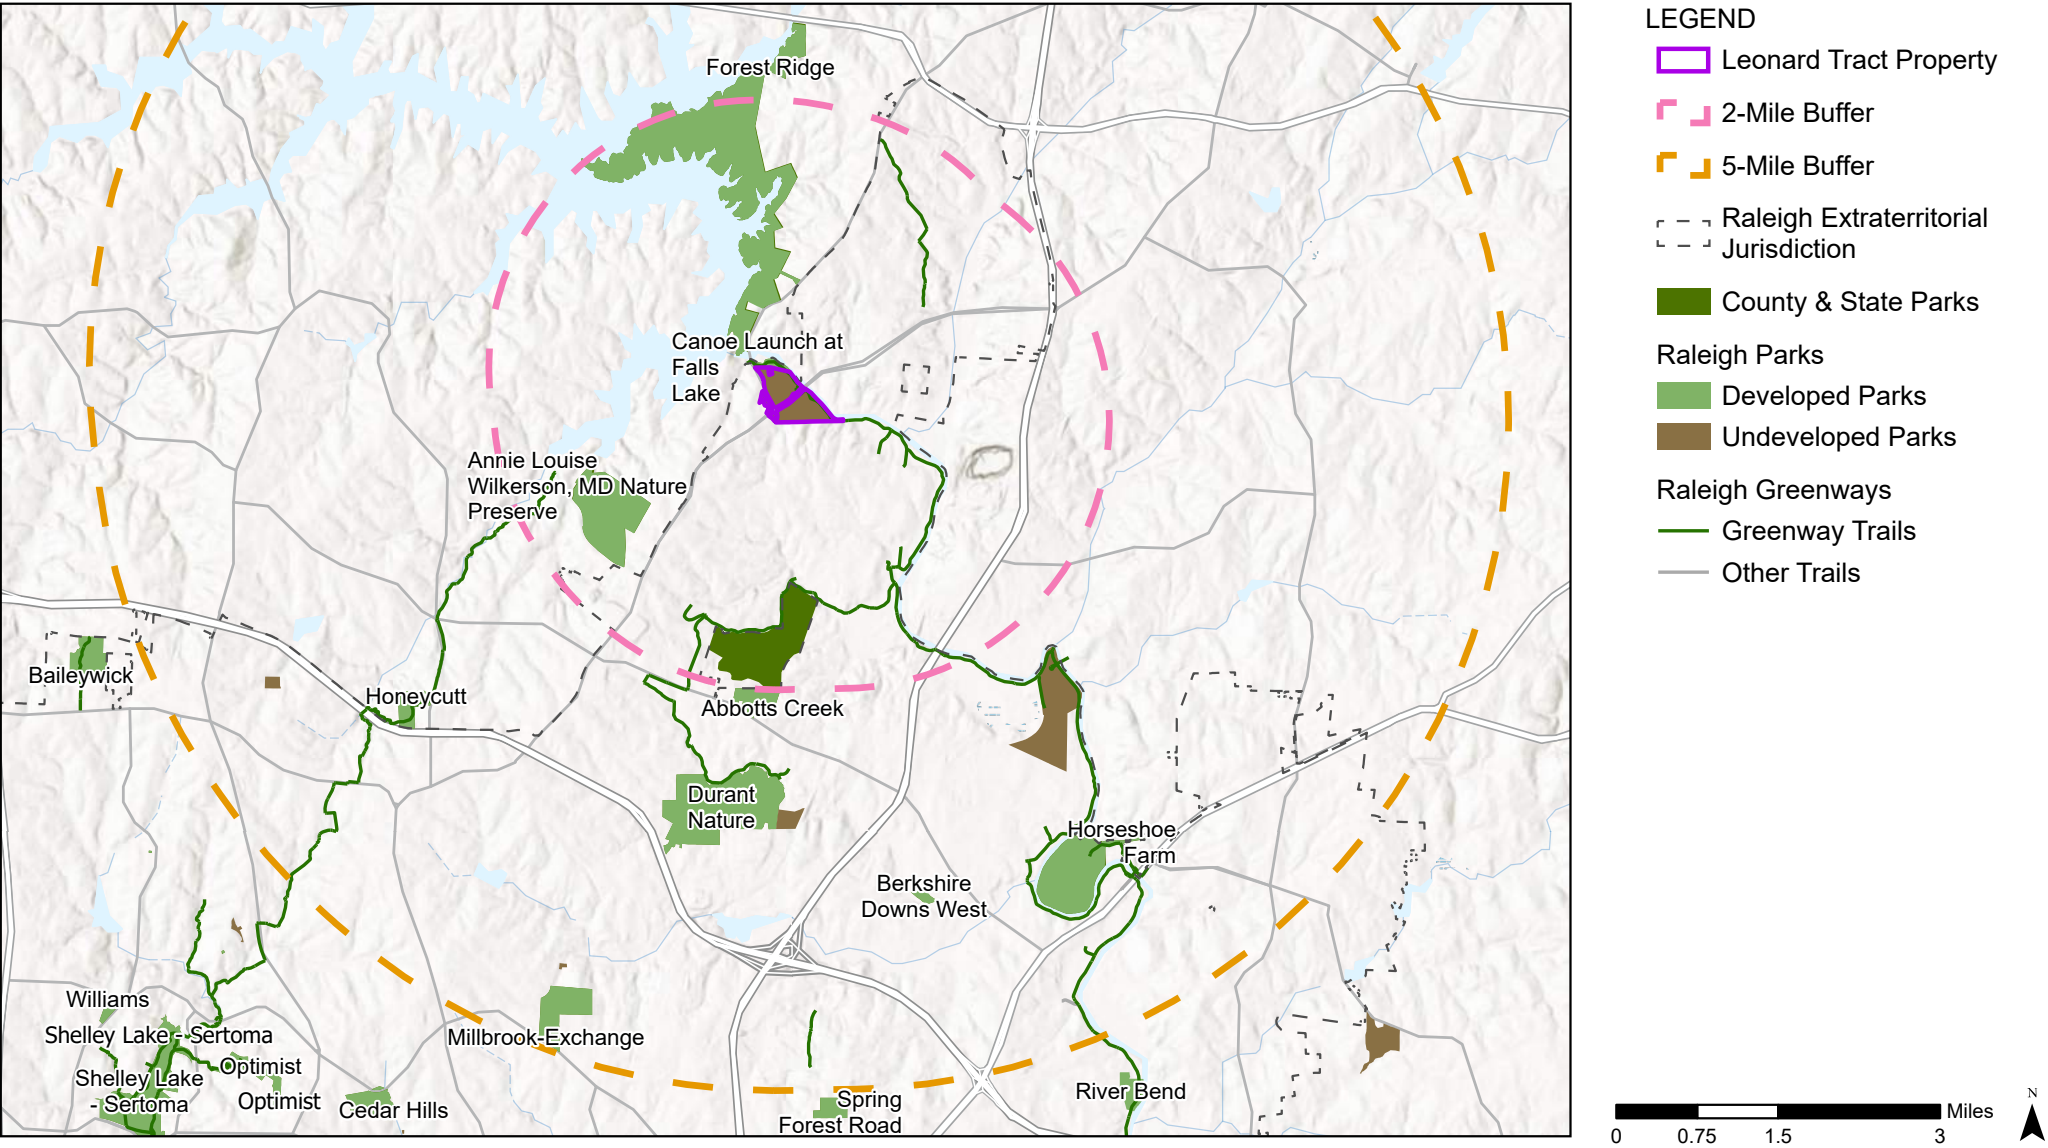 Forest Ridge
Canoe Launch at
Falls
Lake
Annie Louise
Wilkerson, MD Nature
Preserve
Baileywick
Honeycutt
Abbotts Creek
Durant
Nature
Horseshoe
Farm
Berkshire
Downs West
Williams
Shelley Lake - Sertoma
Optimist
Shelley Lake
- Sertoma
Optimist
Cedar Hills
Millbrook-Exchange
Spring
Forest Road
River Bend
LEGEND
Leonard Tract Property
2-Mile Buffer
5-Mile Buffer
Raleigh Extraterritorial
Jurisdiction
County & State Parks
Raleigh Parks
Developed Parks
Undeveloped Parks
Raleigh Greenways
Greenway Trails
Other Trails
N
Miles
0 0.75 1.5 3